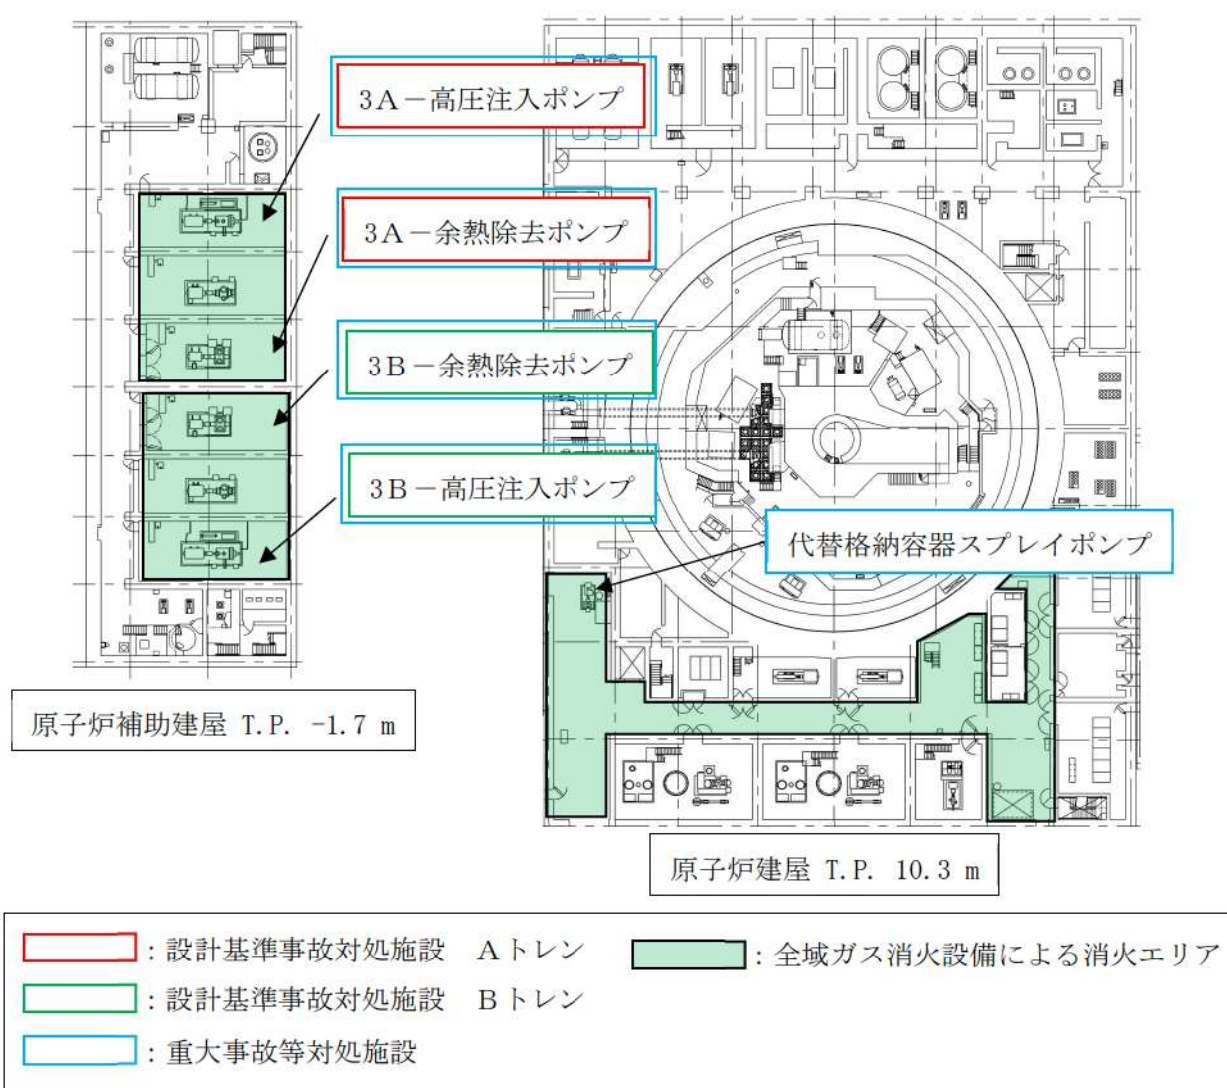 3A－高圧注入ポンプ
3A－余熱除去ポンプ
3B－余熱除去ポンプ
3B－高圧注入ポンプ
代替格納容器スプレイポンプ
原子炉補助建屋 T.P. -1.7 m
原子炉建屋 T.P. 10.3 m
：設計基準事故対処施設　Aトレン
：設計基準事故対処施設　Bトレン
：重大事故等対処施設
：全域ガス消火設備による消火エリア